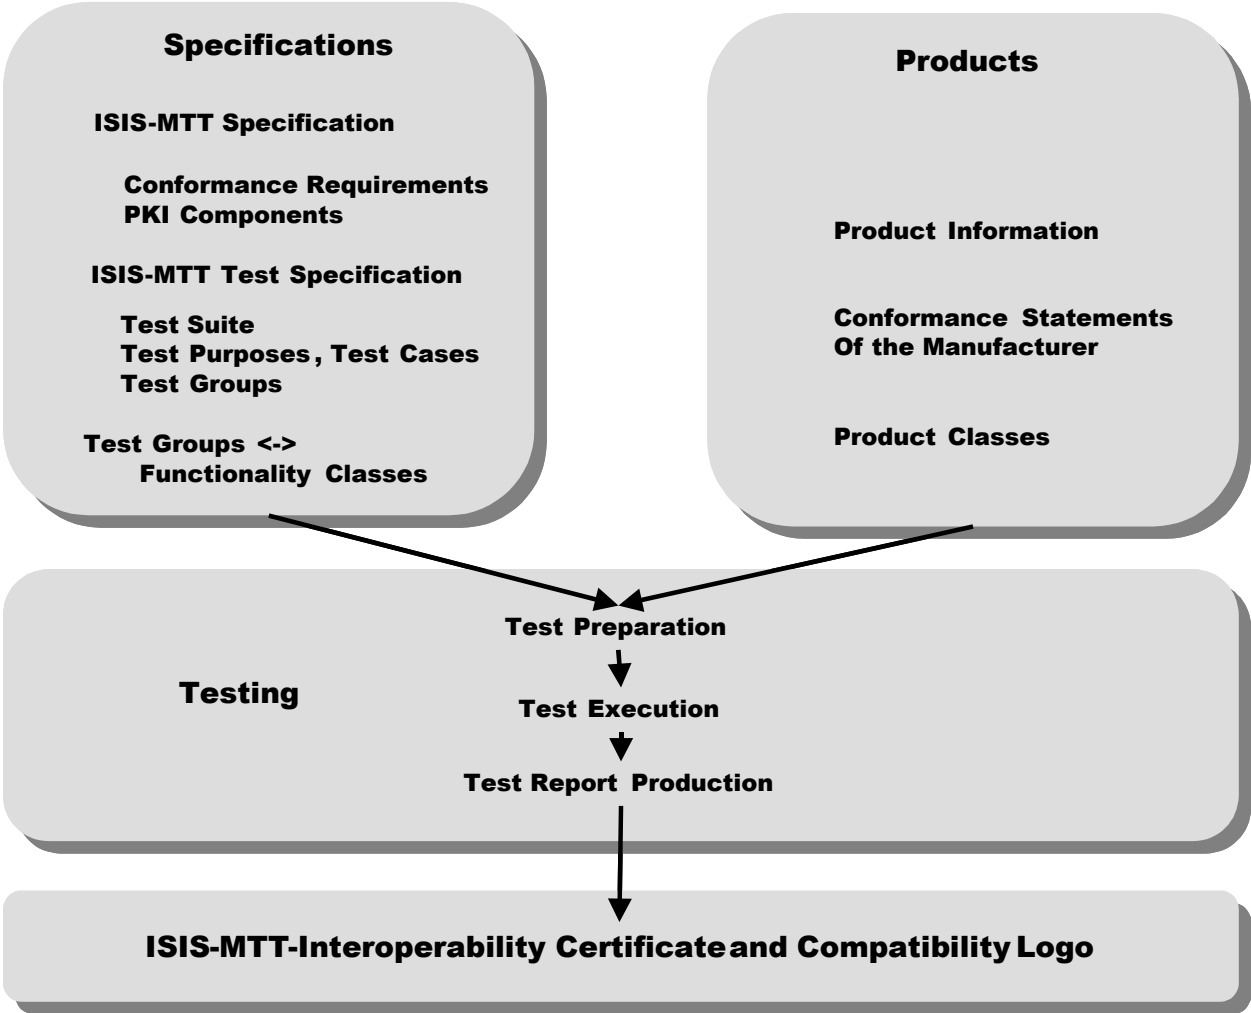 Specifications
ISIS-MTT Specification
Conformance Requirements
PKI Components
ISIS-MTT Test Specification
Test Suite
Test Purposes, Test Cases
Test Groups
Test Groups <->
Functionality Classes
Products
Product Information
Conformance Statements
Of the Manufacturer
Product Classes
Testing
Test Preparation
Test Execution
Test Report Production
ISIS-MTT-Interoperability Certificate and Compatibility Logo